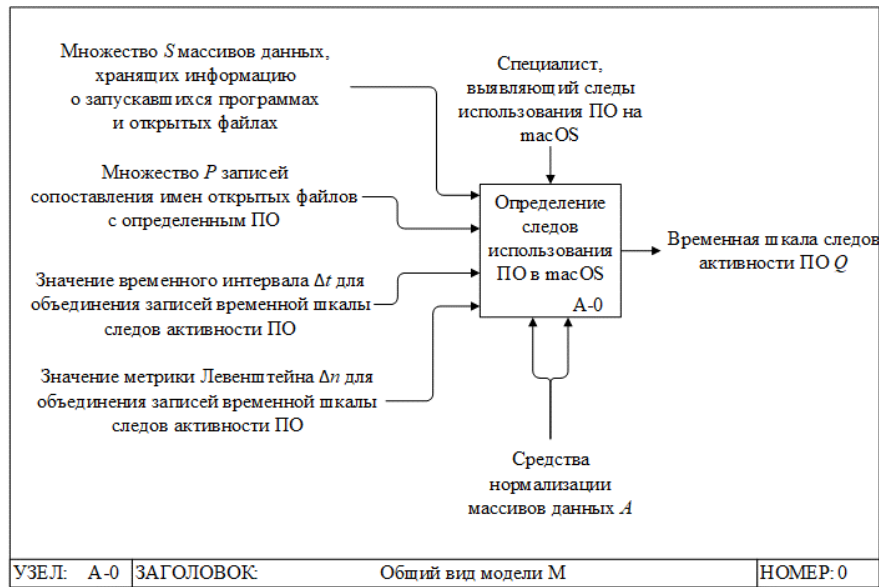 Множество S массивов данных,
хранящих информацию
о запускавшихся программах
и открытых файлах
Специалист,
выявляющий следы
использования ПО на
macOS
Множество P записей
сопоставления имен открытых файлов
с определенным ПО
Определение
следов
использования
ПО в macOS
A-0
Временная шкала следов
активности ПО Q
Значение временного интервала Δt для
объединения записей временной шкалы
следов активности ПО
Значение метрики Левенштейна Δn для
объединения записей временной шкалы
следов активности ПО
Средства
нормализации
массивов данных A
УЗЕЛ: A-0 ЗАГОЛОВОК: Общий вид модели M НОМЕР: 0